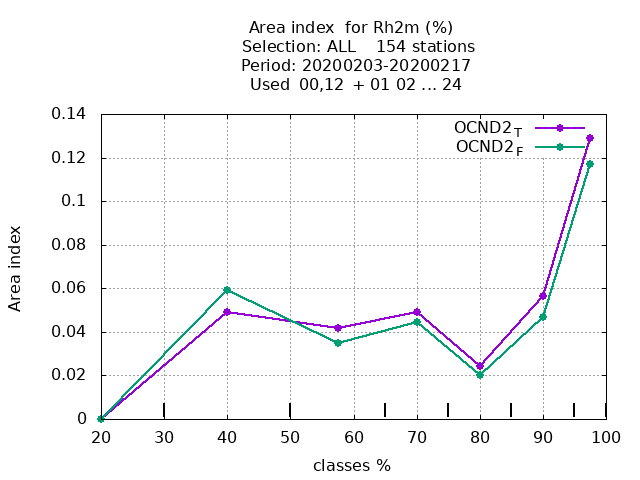 Area index  for Rh2m (%)
Selection: ALL    154 stations
Period: 20200203-20200217
Used  00,12  + 01 02 ... 24
OCND2_T
OCND2_F
0.14
0.12
0.1
0.08
0.06
0.04
0.02
0
Area index
20 30 40 50 60 70 80 90 100
classes %